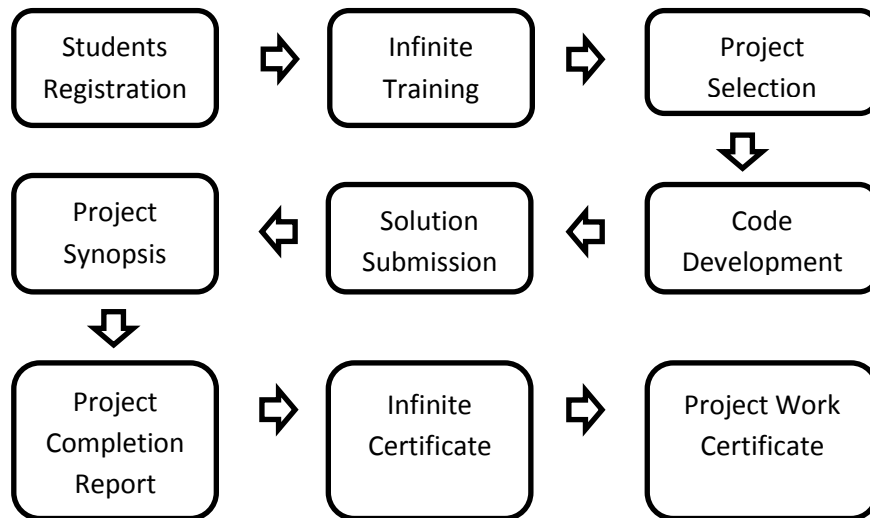 Students
Registration
Infinite
Training
Project
Selection
Project
Synopsis
Solution
Submission
Code
Development
Project
Completion
Report
Infinite
Certificate
Project Work
Certificate